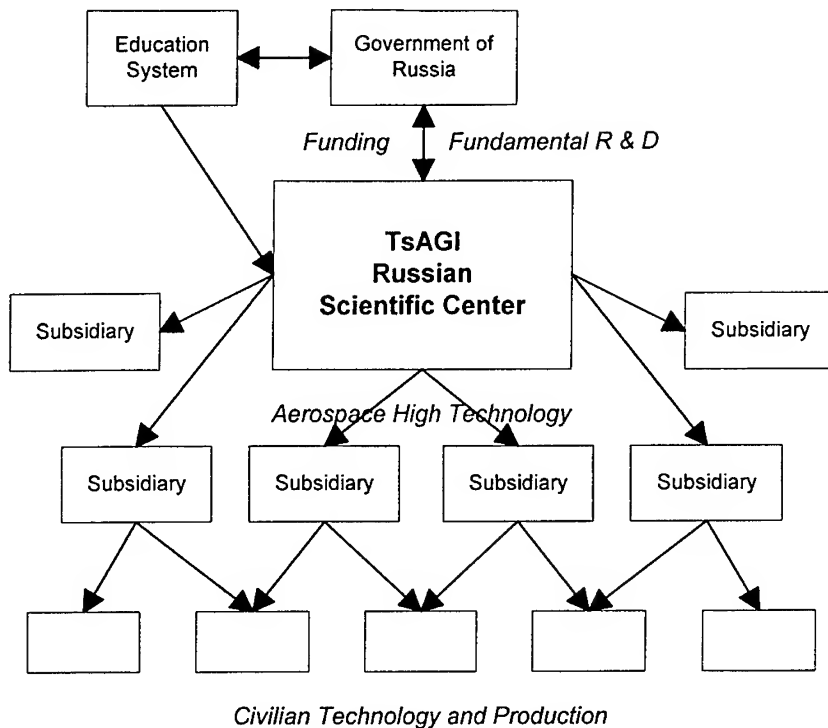 Education
System
Government of
Russia
Funding
Fundamental R & D
TsAGI
Russian
Scientific Center
Subsidiary
Subsidiary
Aerospace High Technology
Subsidiary
Subsidiary
Subsidiary
Subsidiary
Civilian Technology and Production